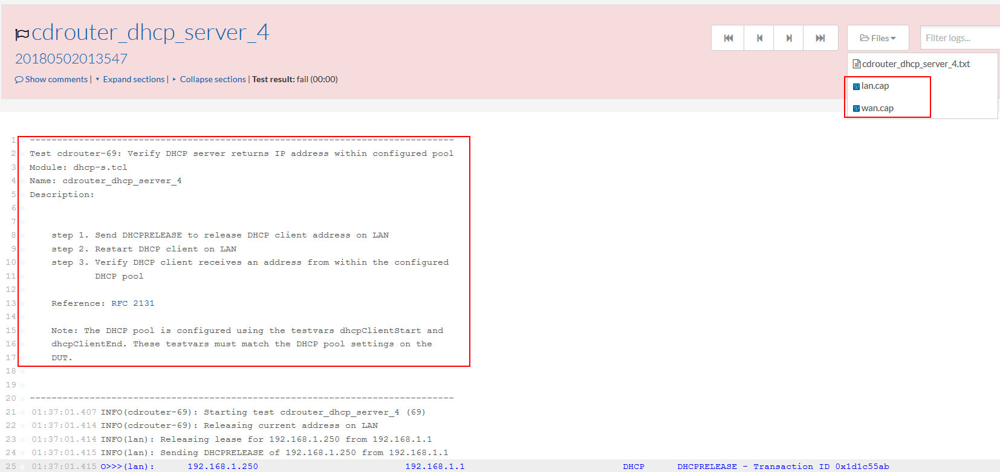 cdrouter_dhcp_server_4
20180502013547
Show comments | Expand sections | Collapse sections | Test result: fail (00:00)
Files
Filter logs...
cdrouter_dhcp_server_4.txt
lan.cap
wan.cap
1 ------------------------------------------------------------------------------
2 Test cdrouter-69: Verify DHCP server returns IP address within configured pool
3 Module: dhcp-s.tcl
4 Name: cdrouter_dhcp_server_4
5 Description:
6
7
8 step 1. Send DHCPRELEASE to release DHCP client address on LAN
9 step 2. Restart DHCP client on LAN
10 step 3. Verify DHCP client receives an address from within the configured
11 DHCP pool
12
13 Reference: RFC 2131
14
15 Note: The DHCP pool is configured using the testvars dhcpClientStart and
16 dhcpClientEnd. These testvars must match the DHCP pool settings on the
17 DUT.
18
19
20 ------------------------------------------------------------------------------
21 01:37:01.407 INFO(cdrouter-69): Starting test cdrouter_dhcp_server_4 (69)
22 01:37:01.414 INFO(cdrouter-69): Releasing current address on LAN
23 01:37:01.414 INFO(lan): Releasing lease for 192.168.1.250 from 192.168.1.1
24 01:37:01.415 INFO(lan): Sending DHCPRELEASE of 192.168.1.250 from 192.168.1.1
25 01:37:01.415 O>>>(lan): 192.168.1.250 192.168.1.1 DHCP DHCPRELEASE - Transaction ID 0x1d1c55ab